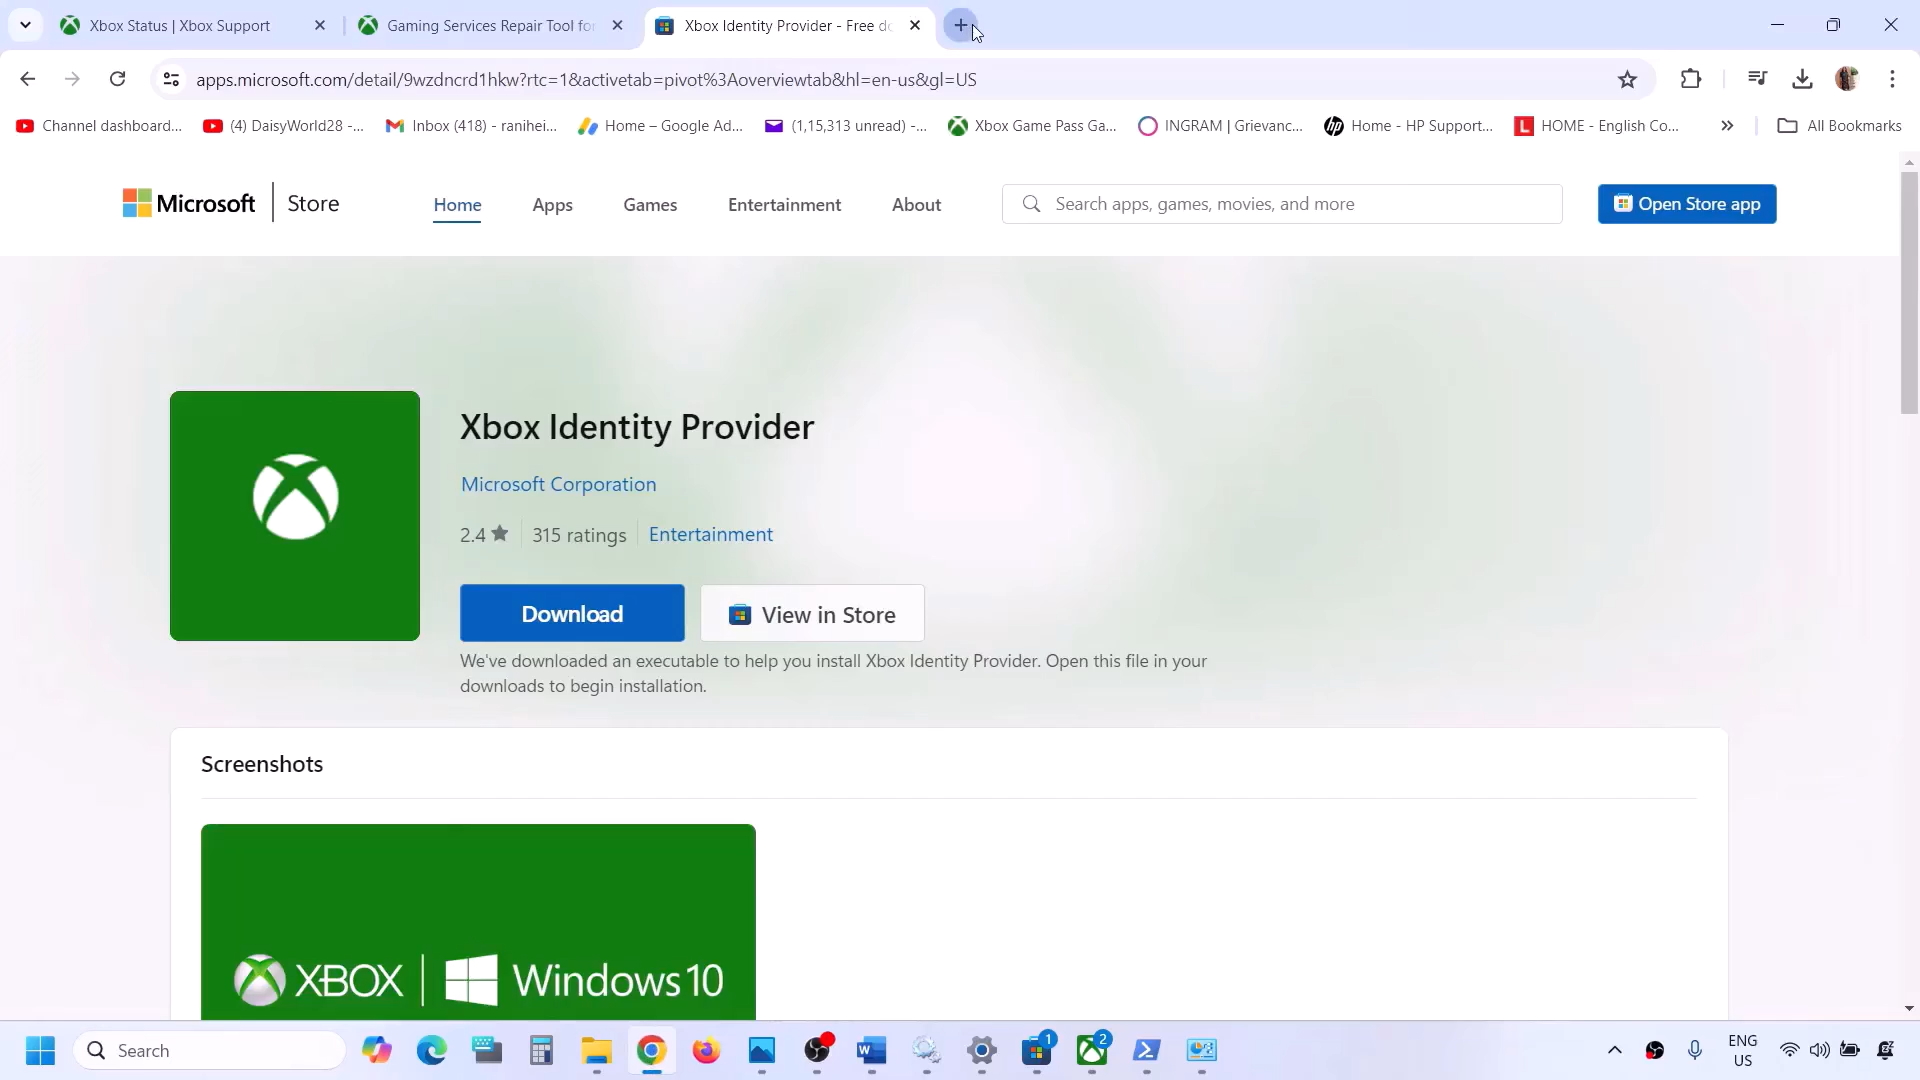 Xbox Status | Xbox Support
Gaming Services Repair Tool for
Xbox Identity Provider - Free do
apps.microsoft.com/detail/9wzdncrd1hkw?rtc=1&activetab=pivot%3Aoverviewtab&hl=en-us&gl=US
Channel dashboard...
(4) DaisyWorld28 -...
Inbox (418) - ranihei...
Home – Google Ad...
(1,15,313 unread) -...
Xbox Game Pass Ga...
INGRAM | Grievanc...
Home - HP Support...
HOME - English Co...
All Bookmarks
Microsoft | Store
Home
Apps
Games
Entertainment
About
Search apps, games, movies, and more
Open Store app
Xbox Identity Provider
Microsoft Corporation
2.4 ★ 315 ratings Entertainment
Download
View in Store
We've downloaded an executable to help you install Xbox Identity Provider. Open this file in your
downloads to begin installation.
Screenshots
XBOX | Windows 10
Search
1
2
ENG
US